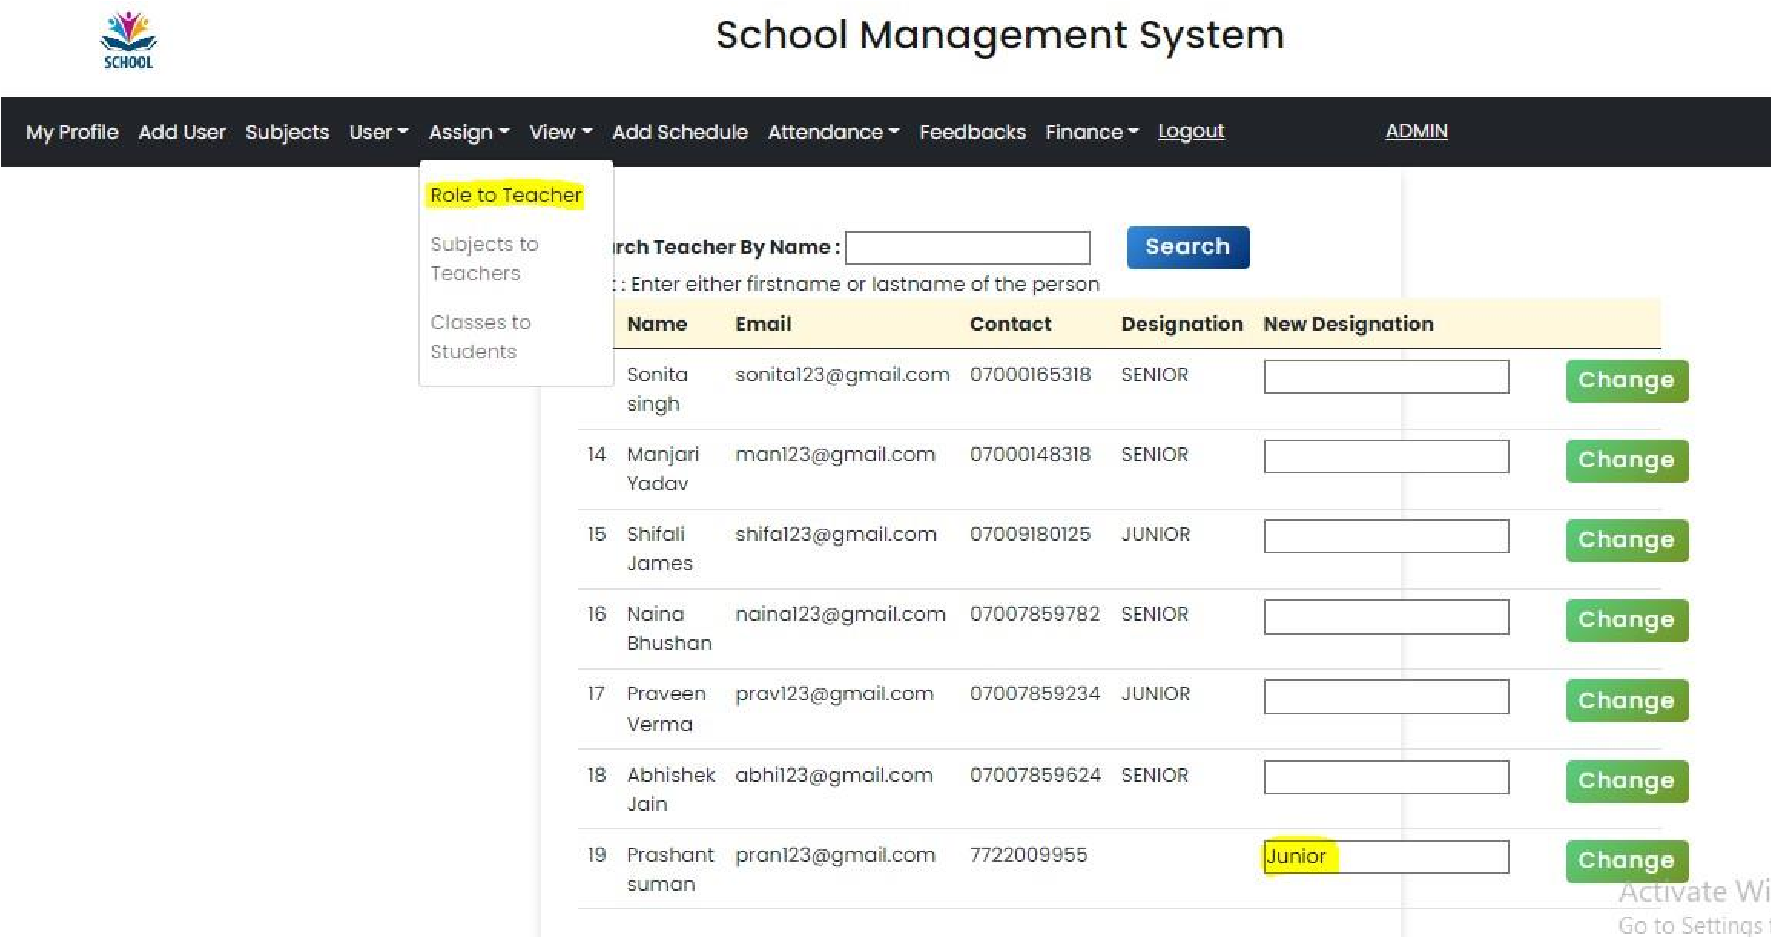 SCHOOL
School Management System
My Profile Add User Subjects User Assign View Add Schedule Attendance Feedbacks Finance Logout ADMIN
Role to Teacher
Subjects to
Teachers
Classes to
Students
rch Teacher By Name : Search
: Enter either firstname or lastname of the person
Name Email Contact Designation New Designation
Sonita sonita123@gmail.com 07000165318 SENIOR Change
singh
14 Manjari man123@gmail.com 07000148318 SENIOR Change
Yadav
15 Shifali shifa123@gmail.com 07009180125 JUNIOR Change
James
16 Naina naina123@gmail.com 07007859782 SENIOR Change
Bhushan
17 Praveen prav123@gmail.com 07007859234 JUNIOR Change
Verma
18 Abhishek abhi123@gmail.com 07007859624 SENIOR Change
Jain
19 Prashant pran123@gmail.com 7722009955 Junior Change
suman
Activate Wi
Go to Settings